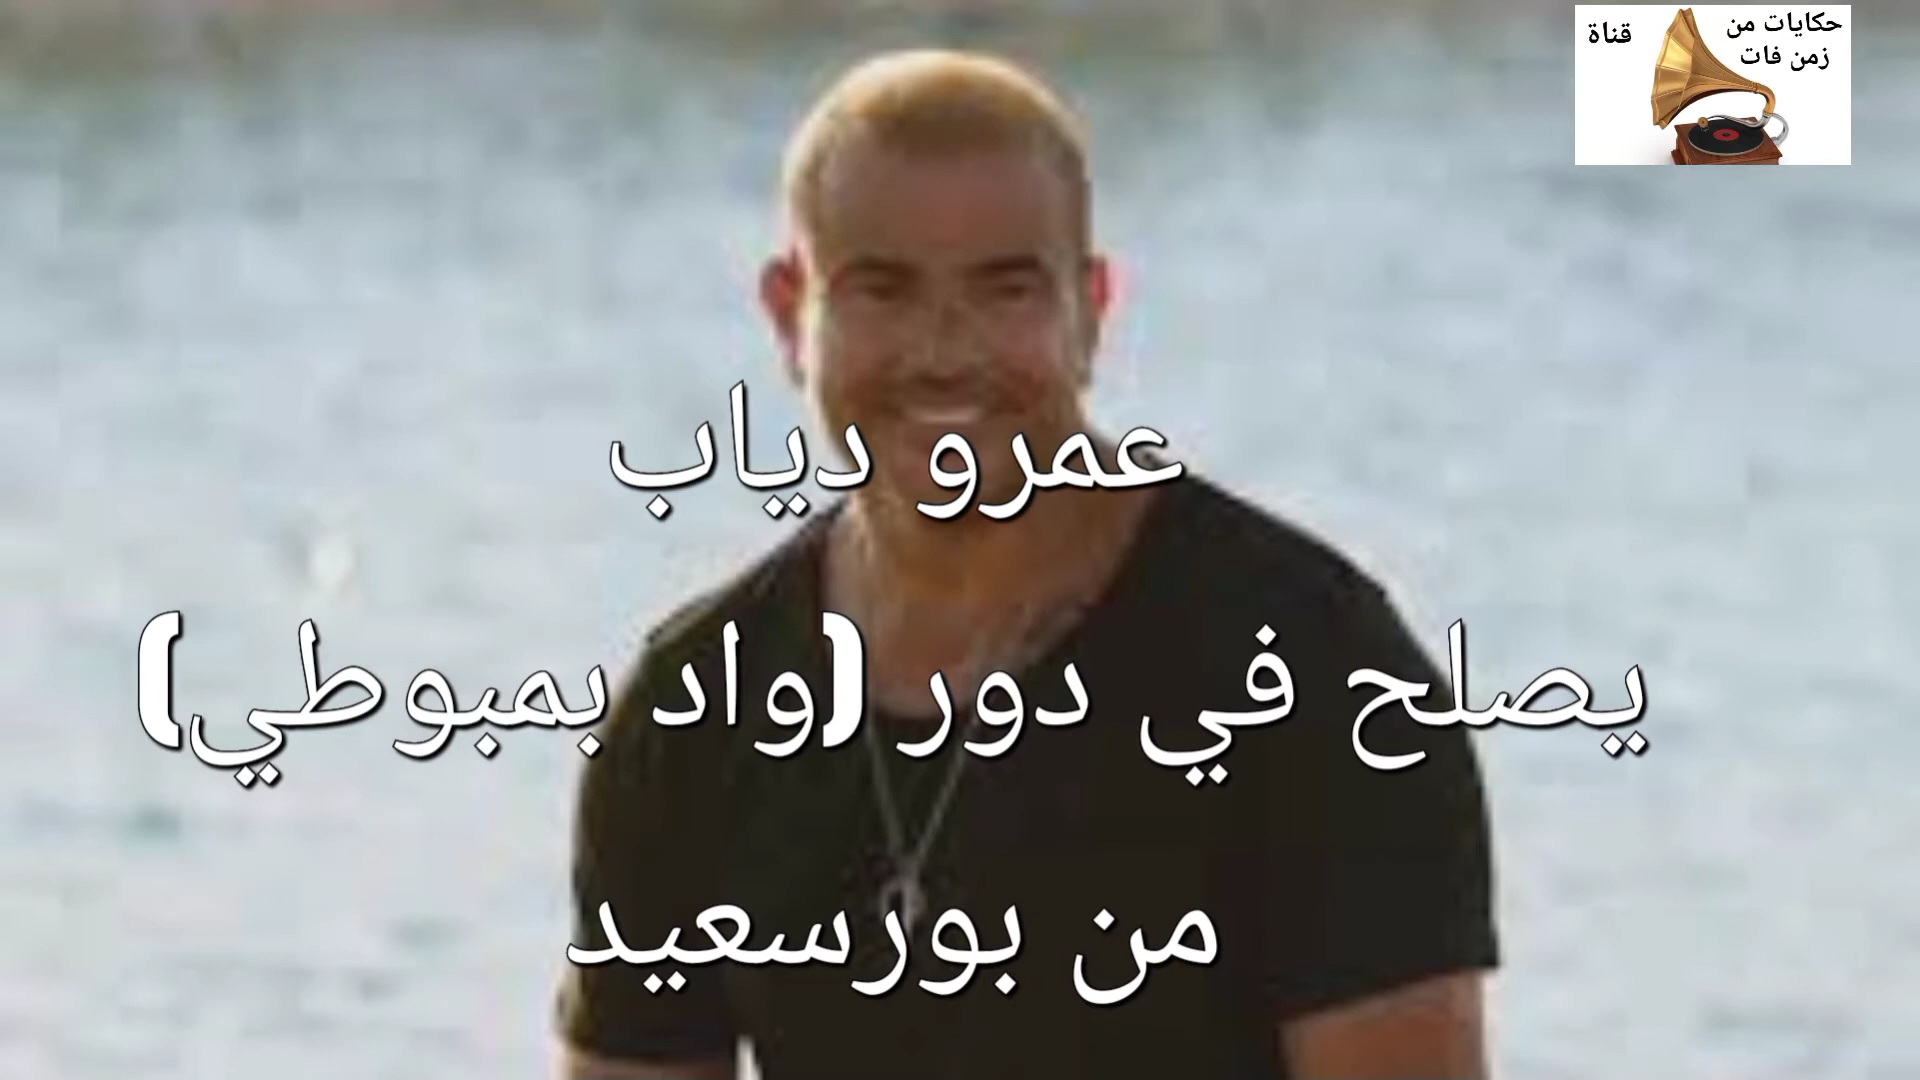 قناة
حكايات من
زمن فات
عمرو دياب
يصلح في دور (واد بمبوطي)
من بورسعيد